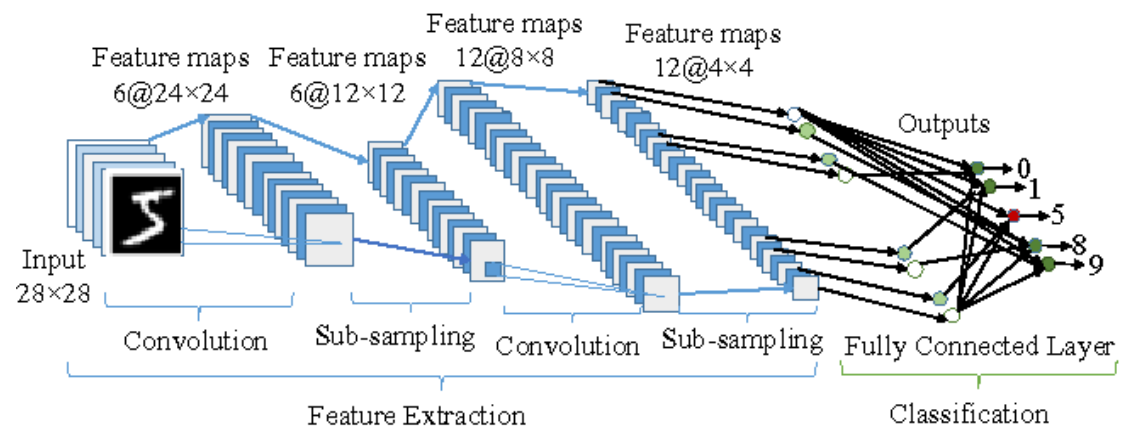 Feature maps
6@24×24
Feature maps
6@12×12
Feature maps
12@8×8
Feature maps
12@4×4
Outputs
0
1
5
8
9
Input
28×28
Convolution
Sub-sampling
Convolution
Sub-sampling
Fully Connected Layer
Feature Extraction
Classification